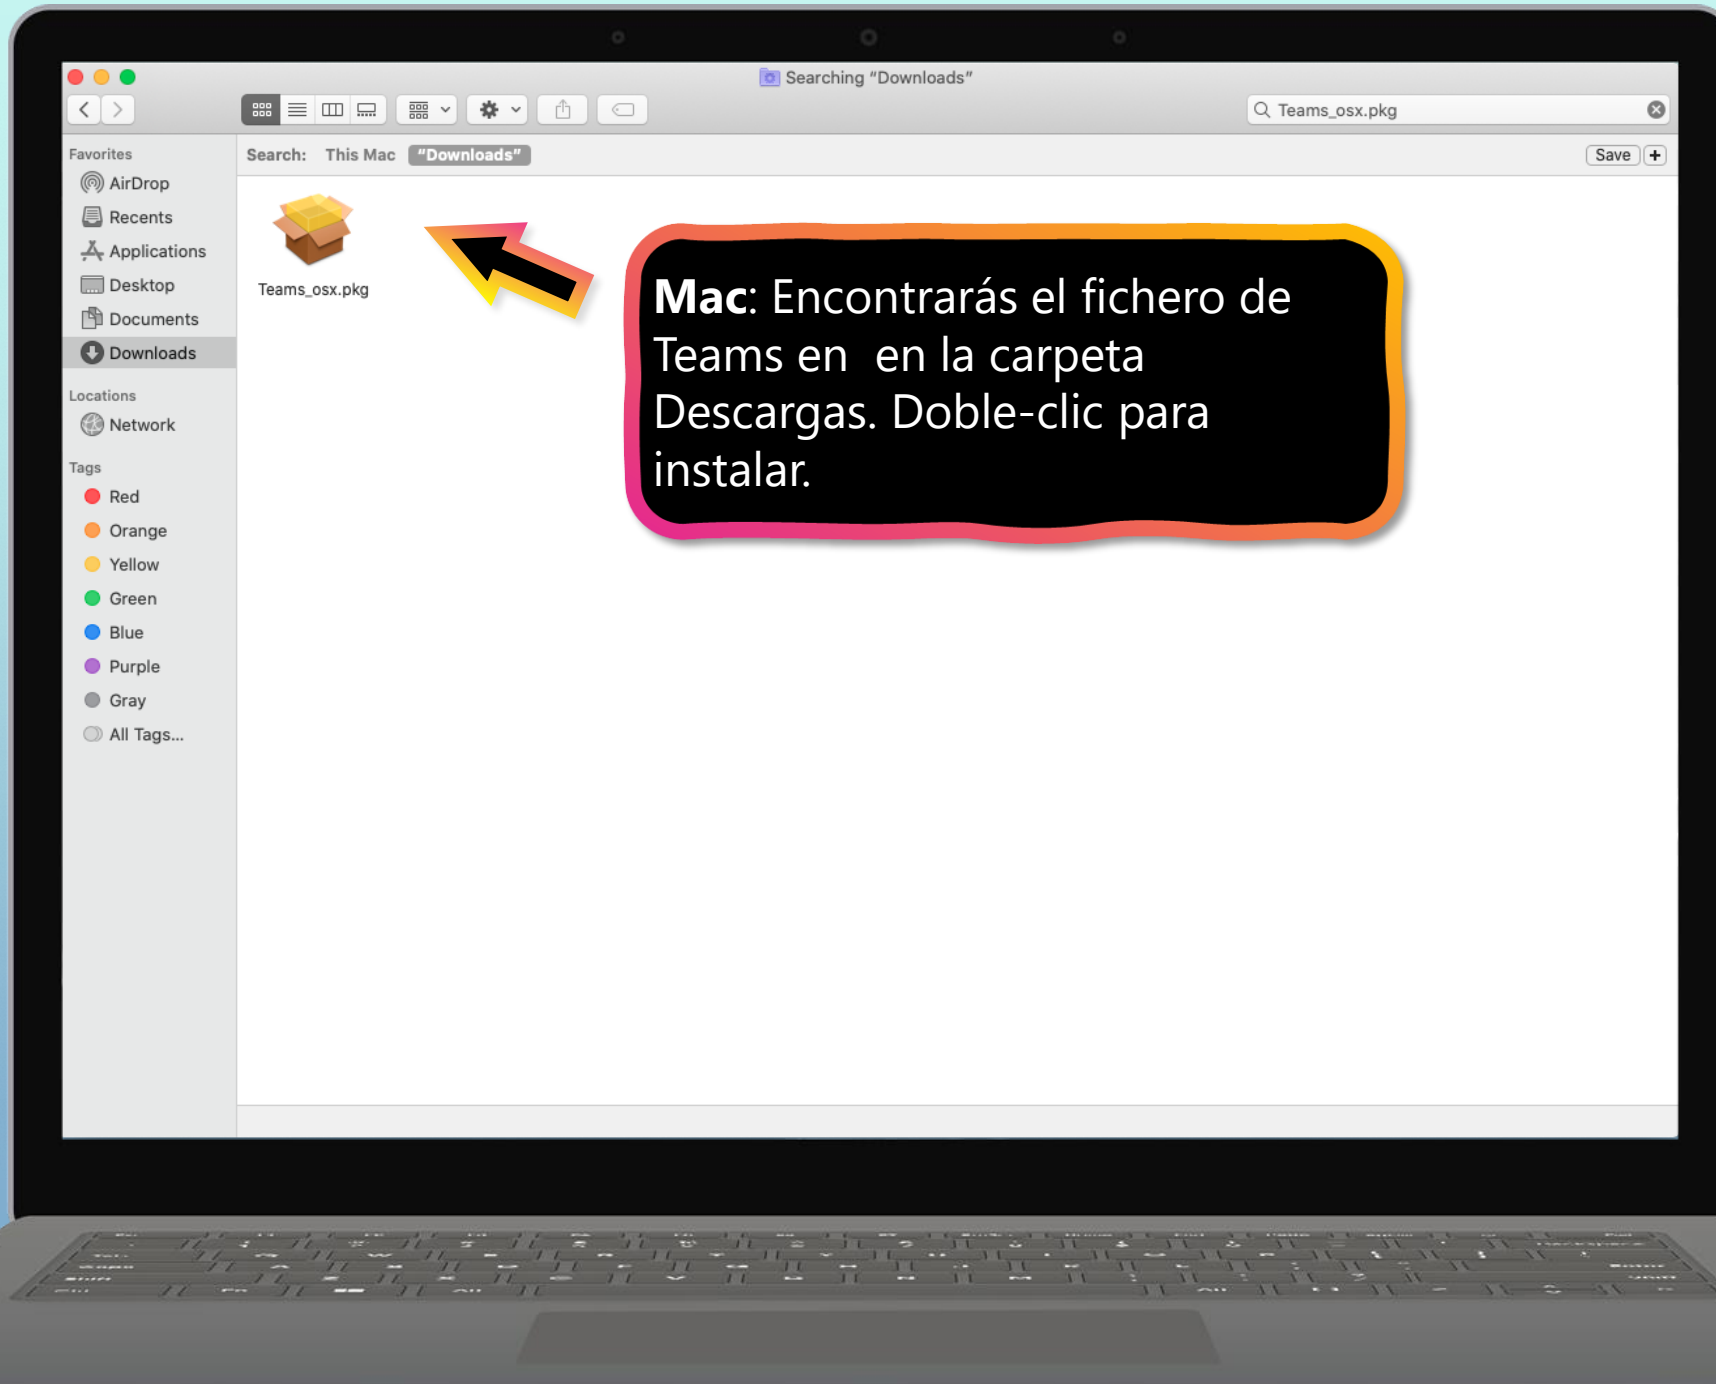 Searching “Downloads”
Teams_osx.pkg
Favorites
Search: This Mac “Downloads” Save +
AirDrop
Recents
Applications
Desktop
Documents
Downloads
Locations
Network
Tags
Red
Orange
Yellow
Green
Blue
Purple
Gray
All Tags...
Teams_osx.pkg
Mac: Encontrarás el fichero de
Teams en  en la carpeta
Descargas. Doble-clic para
instalar.